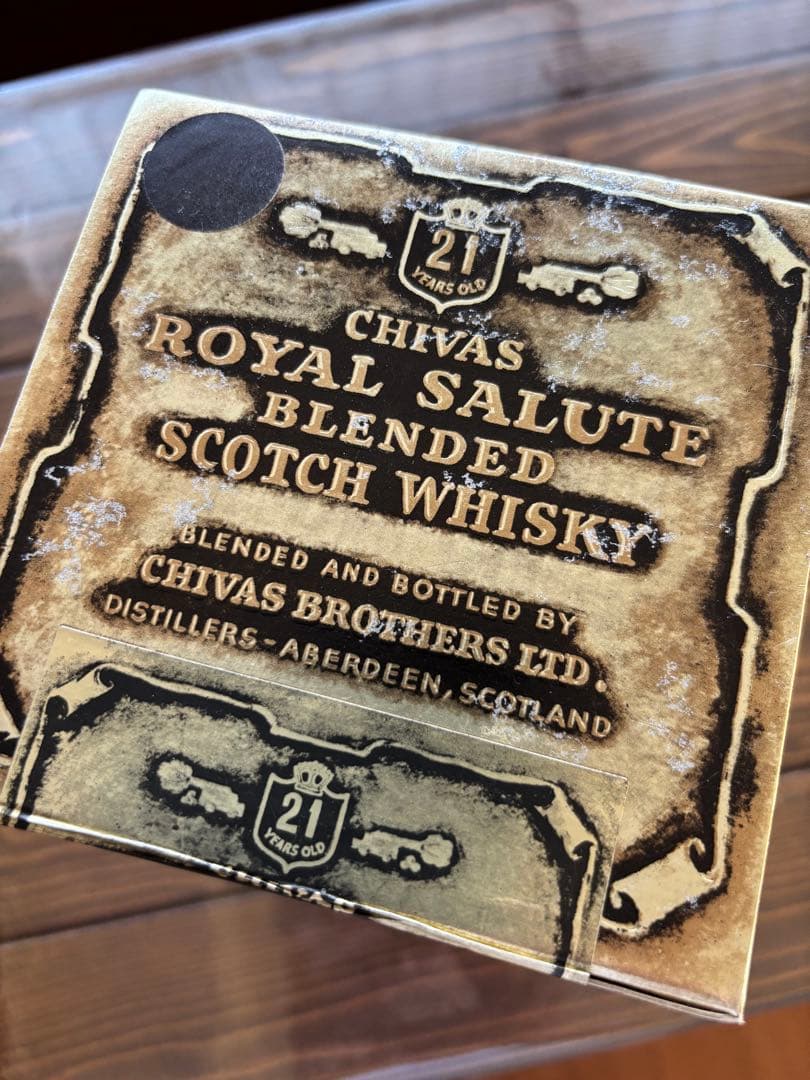 21
YEARS OLD
CHIVAS
ROYAL SALUTE
BLENDED
SCOTCH WHISKY
BLENDED AND BOTTLED BY
CHIVAS BROTHERS LTD.
DISTILLERS-ABERDEEN, SCOTLAND
21
YEARS OLD